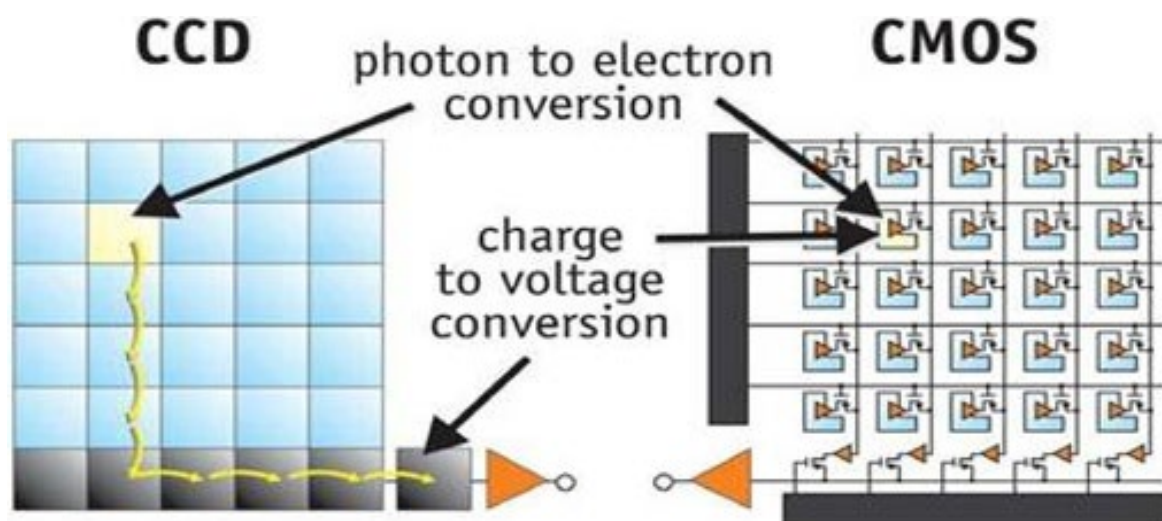 CCD
CMOS
photon to electron
conversion
charge
to voltage
conversion